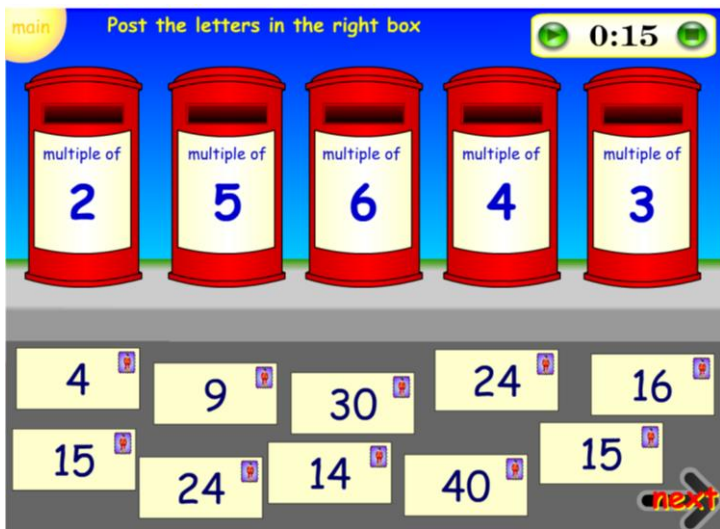 main
Post the letters in the right box
0:15
multiple of
2
multiple of
5
multiple of
6
multiple of
4
multiple of
3
4
9
30
24
16
15
24
14
40
15
next